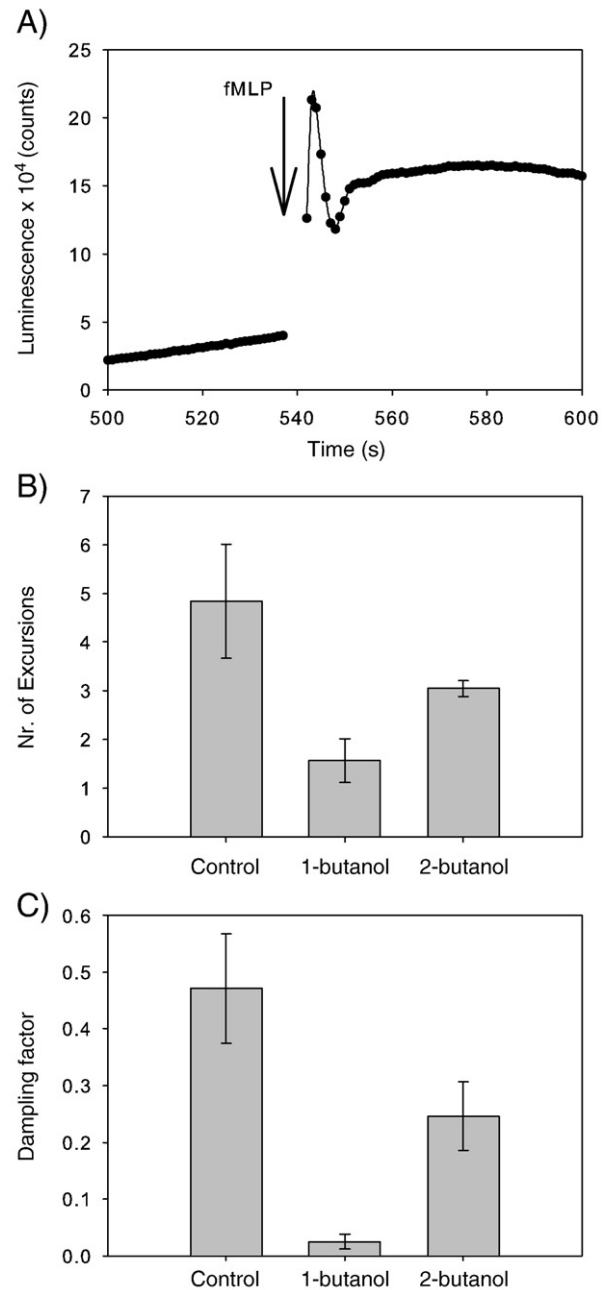 A)
Luminescence x 10⁴ (counts)
25
20
15
10
5
0
fMLP
500 520 540 560 580 600
Time (s)
B)
Nr. of Excursions
7
6
5
4
3
2
1
0
Control 1-butanol 2-butanol
C)
Dampling factor
0.6
0.5
0.4
0.3
0.2
0.1
0.0
Control 1-butanol 2-butanol